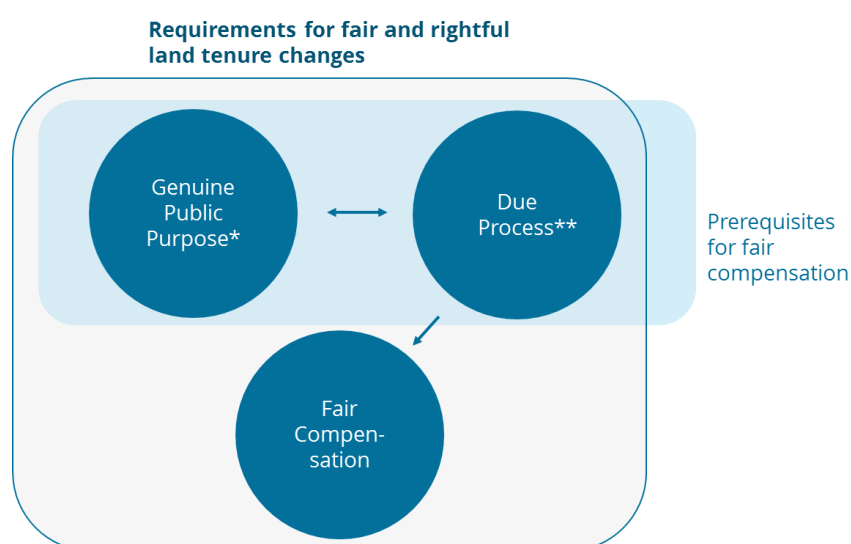 Requirements for fair and rightful
land tenure changes
Genuine
Public
Purpose*
Due
Process**
Prerequisites
for fair
compensation
Fair
Compen-
sation